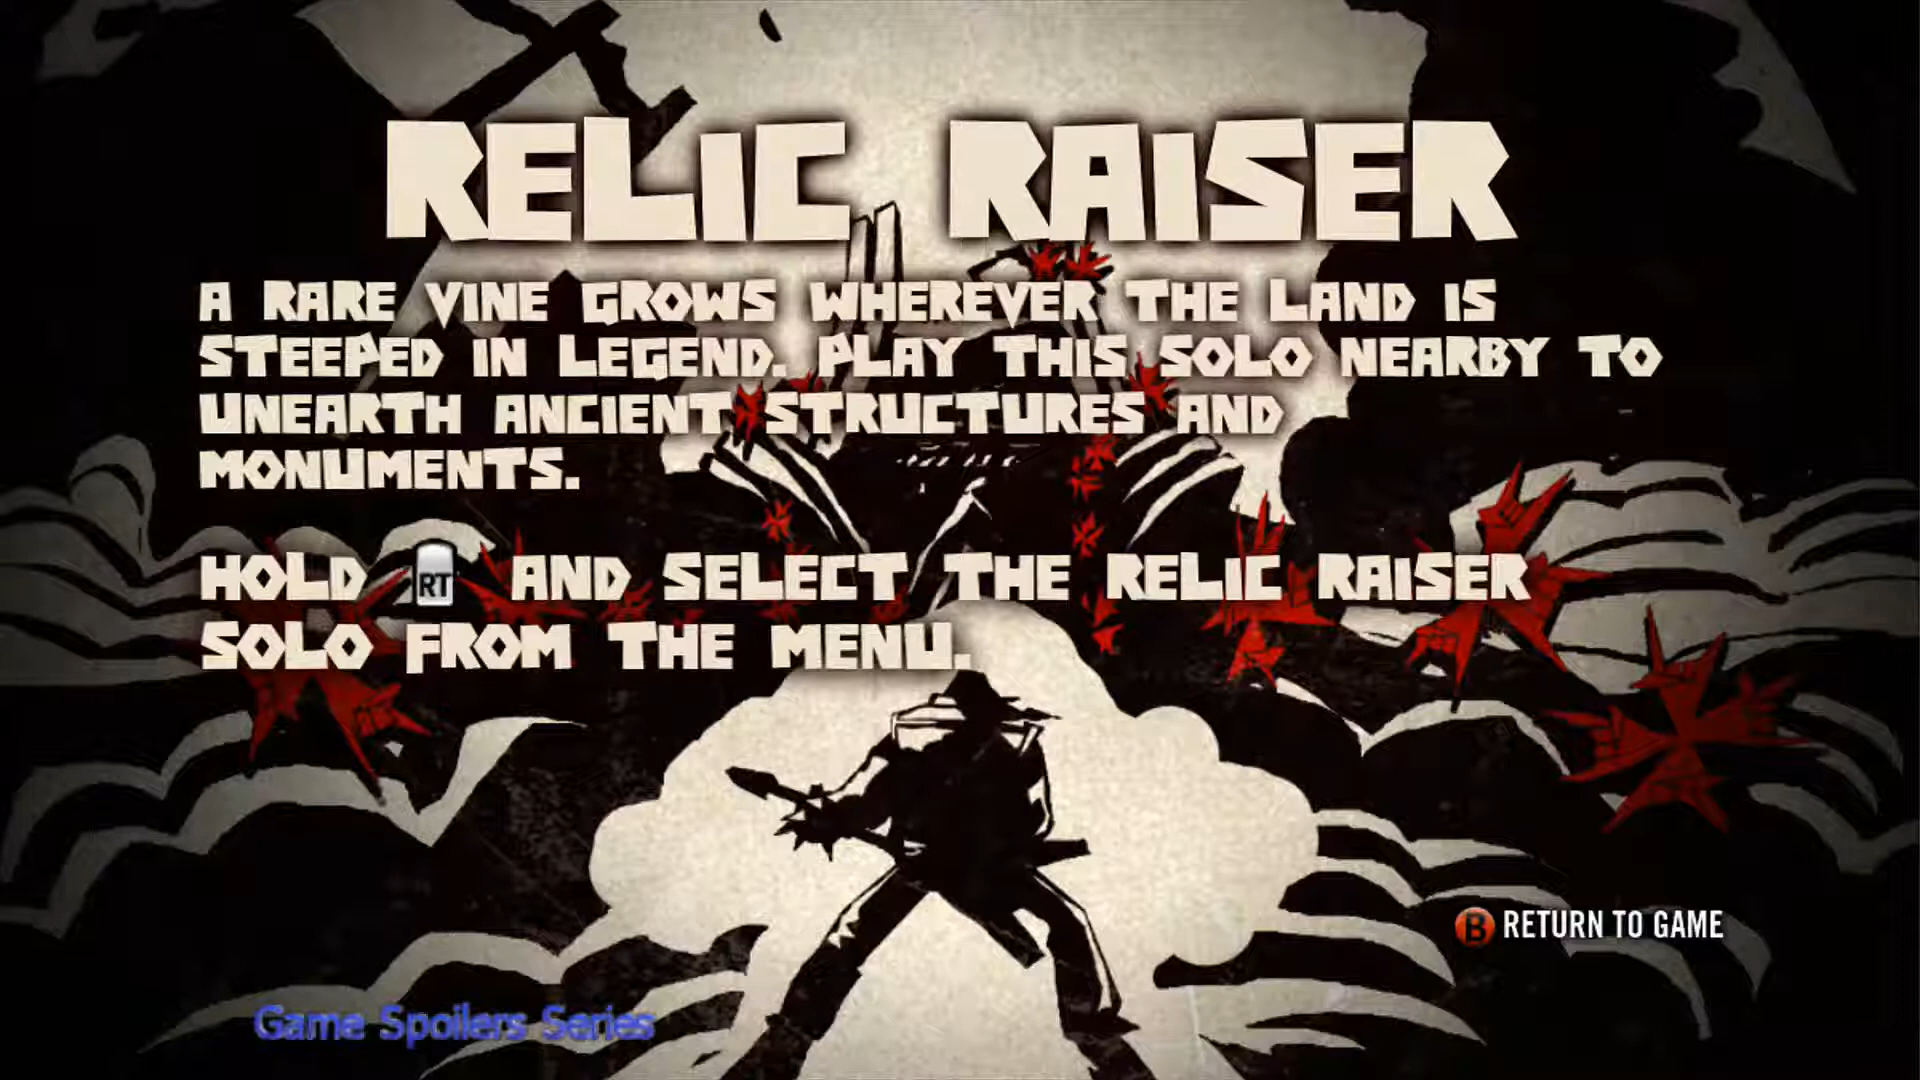 RELIC RAISER
A RARE VINE GROWS WHEREVER THE LAND IS
STEEPED IN LEGEND. PLAY THIS SOLO NEARBY TO
UNEARTH ANCIENT STRUCTURES AND
MONUMENTS.
HOLD RT AND SELECT THE RELIC RAISER
SOLO FROM THE MENU.
B RETURN TO GAME
Game Spoilers Series